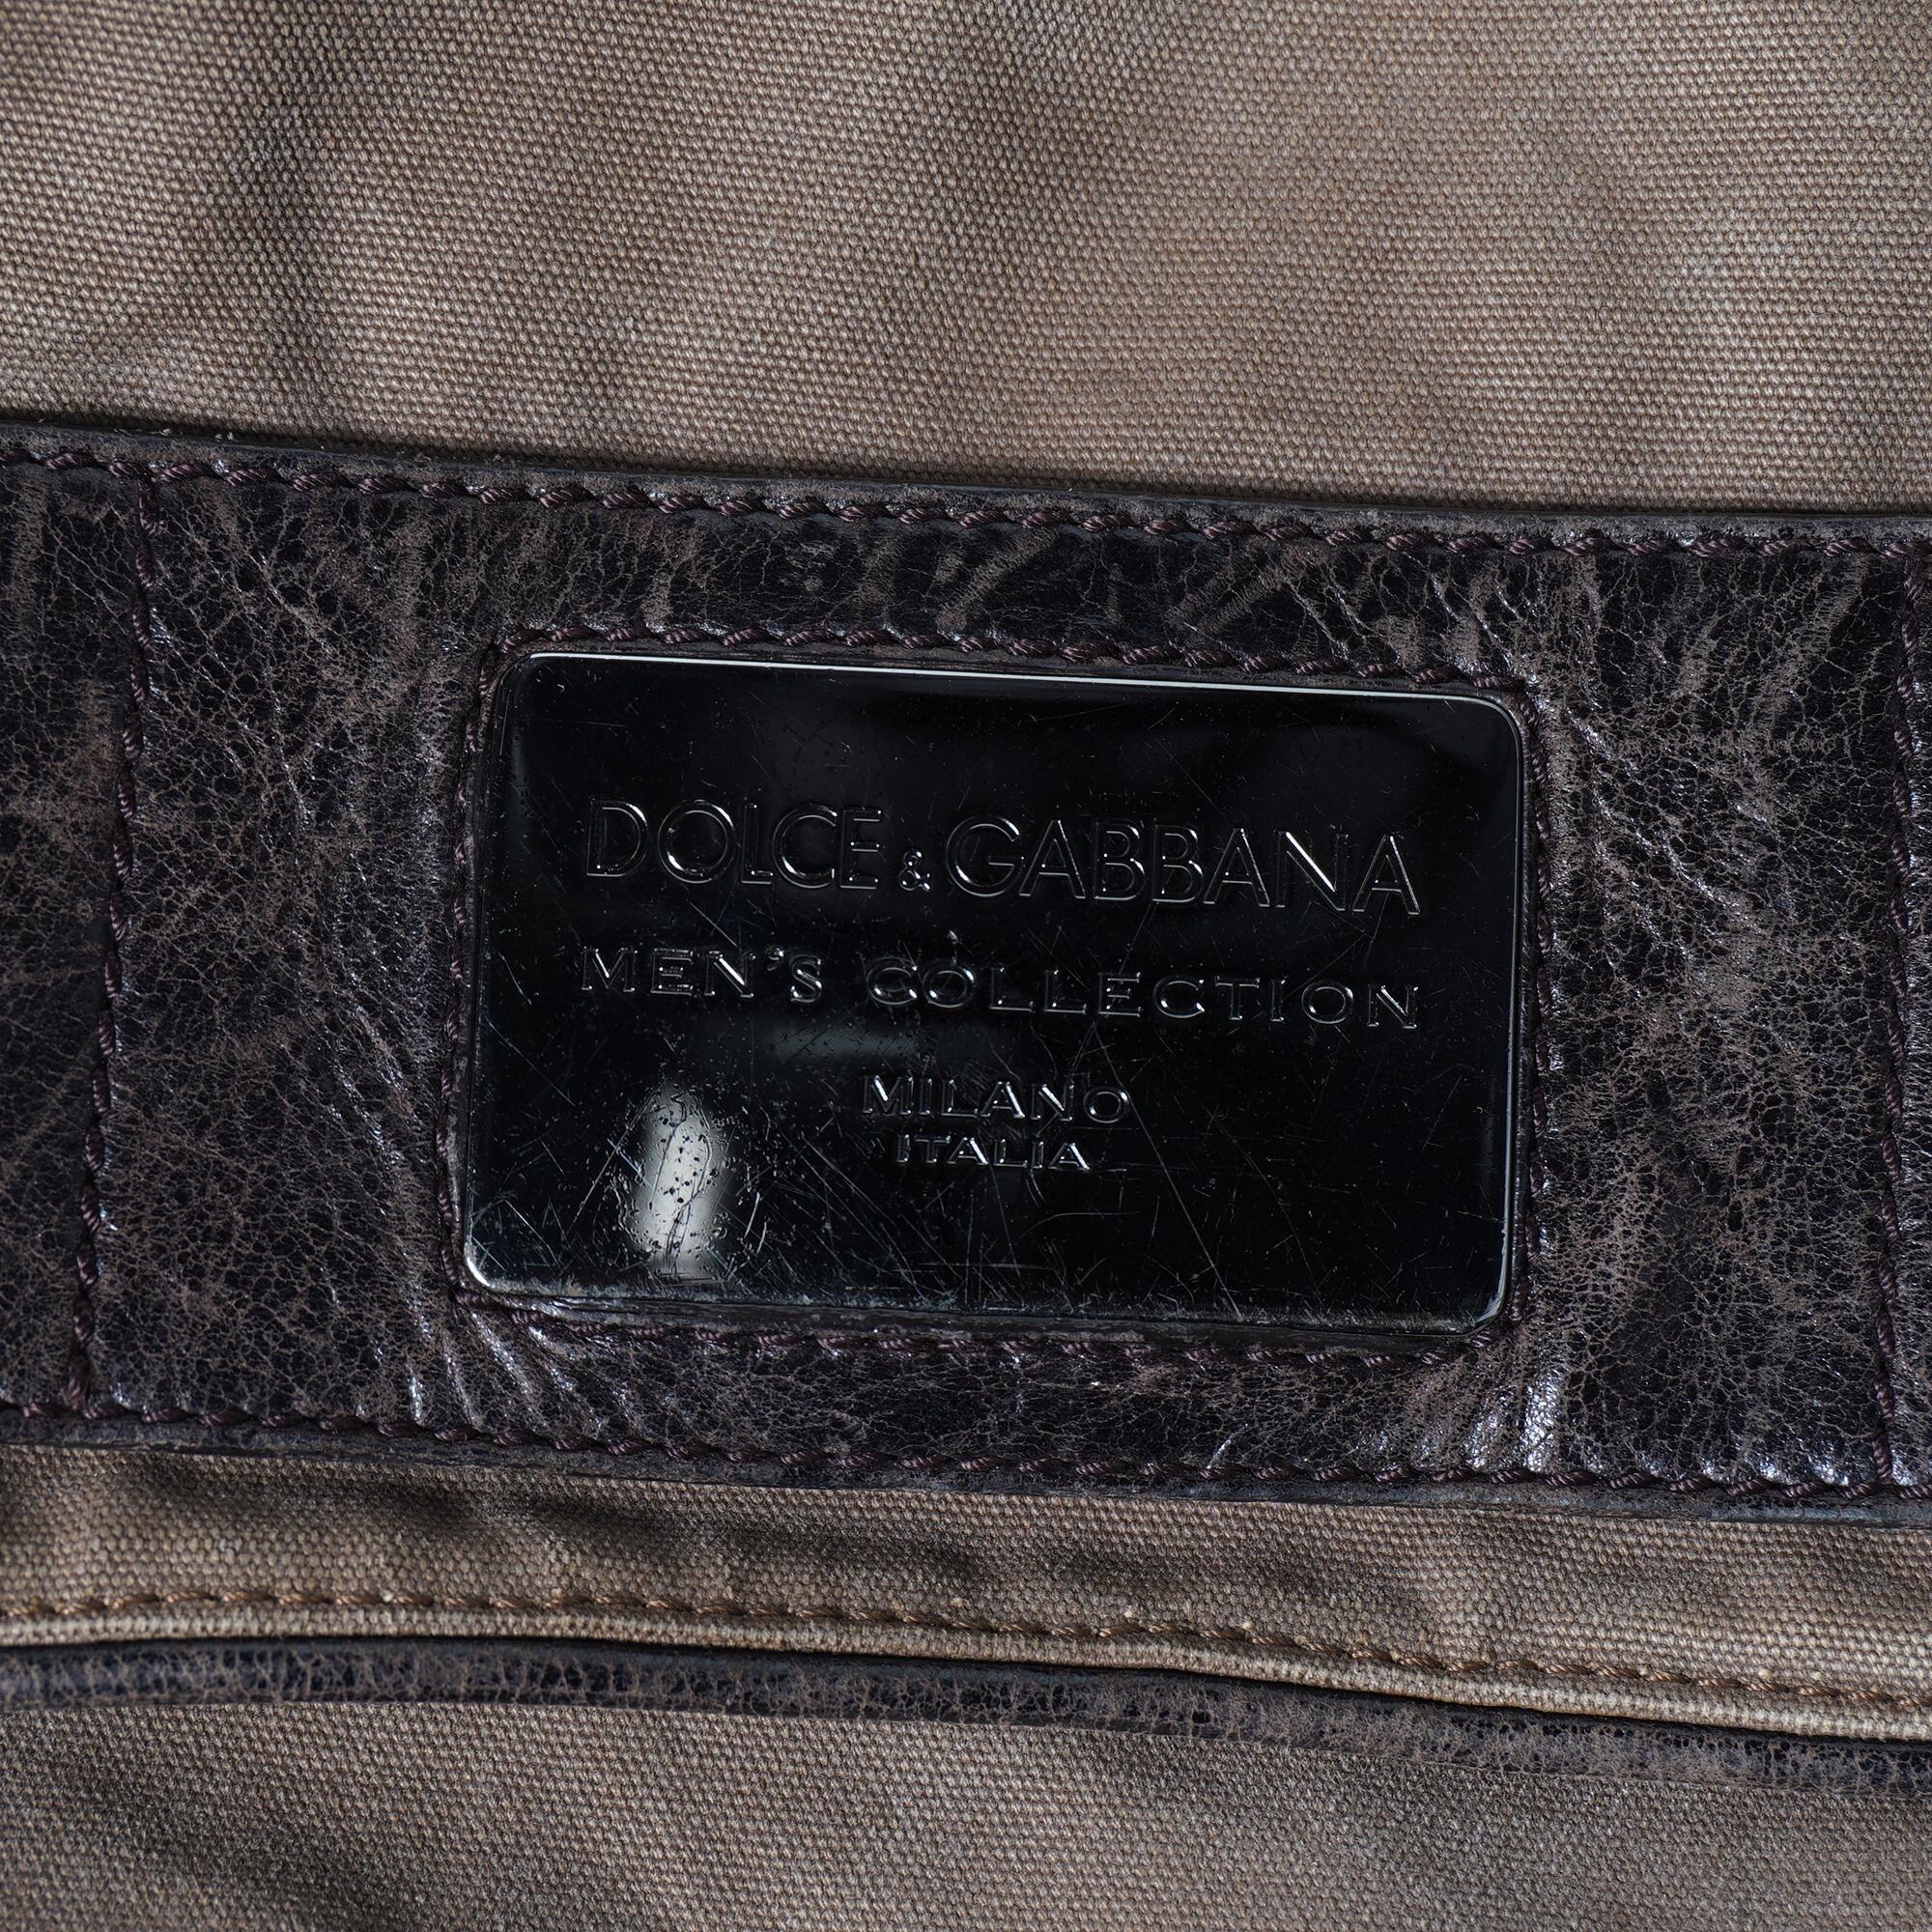 DOLCE & GABBANA
MEN'S COLLECTION
MILANO
ITALIA